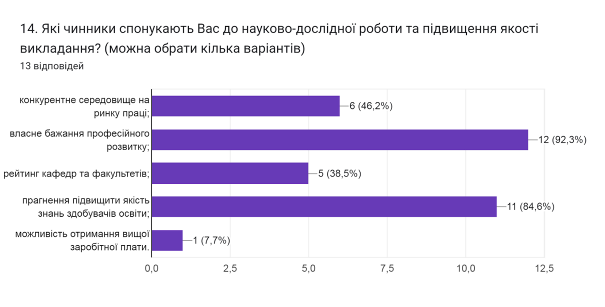 14. Які чинники спонукають Вас до науково-дослідної роботи та підвищення якості
викладання? (можна обрати кілька варіантів)
13 відповідей
конкурентне середовище на
ринку праці;
6 (46,2%)
власне бажання професійного
розвитку;
12 (92,3%)
рейтинг кафедр та факультетів;
5 (38,5%)
прагнення підвищити якість
знань здобувачів освіти;
11 (84,6%)
можливість отримання вищої
заробітної плати.
1 (7,7%)
0,0 2,5 5,0 7,5 10,0 12,5